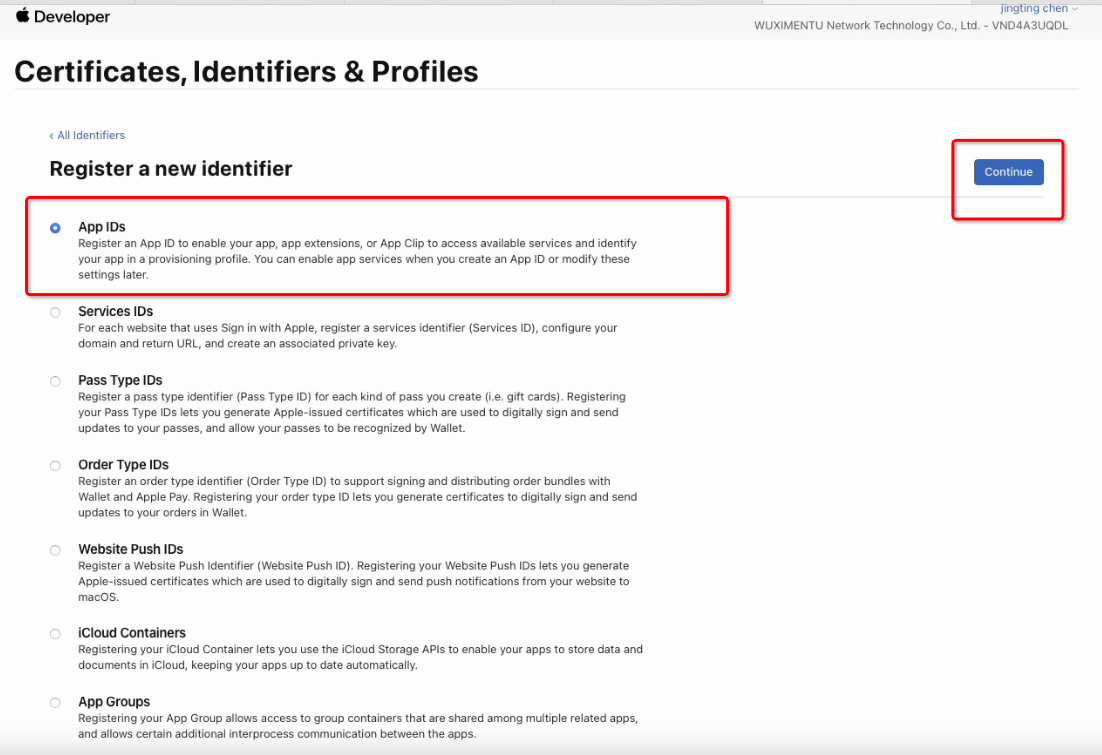 Developer
jingting chen
WUXIMENTU Network Technology Co., Ltd. - VND4A3UQDL
Certificates, Identifiers & Profiles
‹ All Identifiers
Register a new identifier
Continue
App IDs
Register an App ID to enable your app, app extensions, or App Clip to access available services and identify
your app in a provisioning profile. You can enable app services when you create an App ID or modify these
settings later.
Services IDs
For each website that uses Sign in with Apple, register a services identifier (Services ID), configure your
domain and return URL, and create an associated private key.
Pass Type IDs
Register a pass type identifier (Pass Type ID) for each kind of pass you create (i.e. gift cards). Registering
your Pass Type IDs lets you generate Apple-issued certificates which are used to digitally sign and send
updates to your passes, and allow your passes to be recognized by Wallet.
Order Type IDs
Register an order type identifier (Order Type ID) to support signing and distributing order bundles with
Wallet and Apple Pay. Registering your order type ID lets you generate certificates to digitally sign and send
updates to your orders in Wallet.
Website Push IDs
Register a Website Push Identifier (Website Push ID). Registering your Website Push IDs lets you generate
Apple-issued certificates which are used to digitally sign and send push notifications from your website to
macOS.
iCloud Containers
Registering your iCloud Container lets you use the iCloud Storage APIs to enable your apps to store data and
documents in iCloud, keeping your apps up to date automatically.
App Groups
Registering your App Group allows access to group containers that are shared among multiple related apps,
and allows certain additional interprocess communication between the apps.